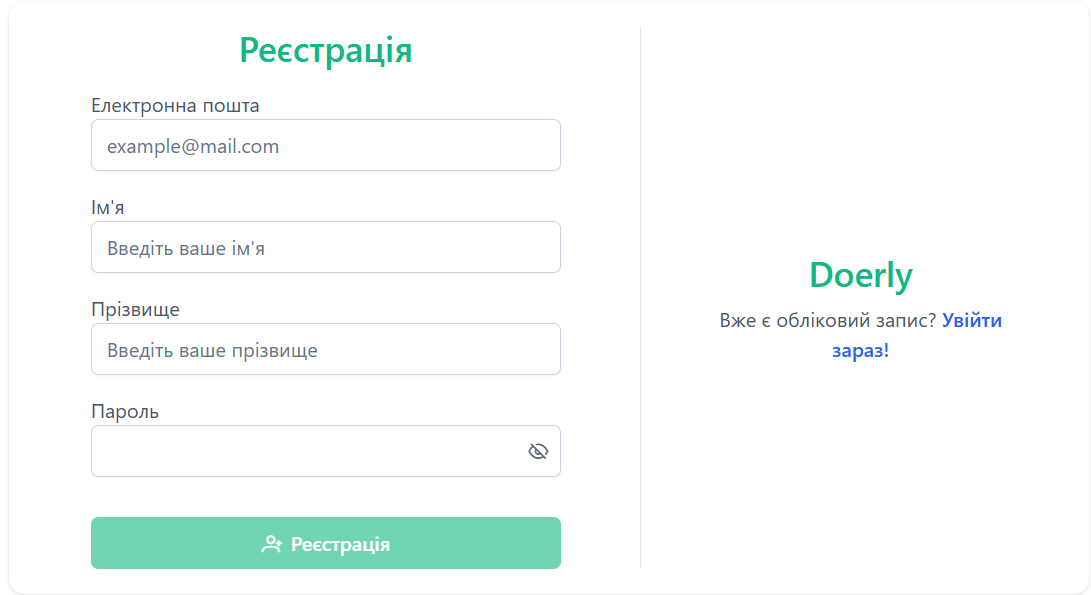 Реєстрація
Електронна пошта
example@mail.com
Ім'я
Введіть ваше ім'я
Прізвище
Введіть ваше прізвище
Пароль
Реєстрація
Doerly
Вже є обліковий запис? Увійти
зараз!